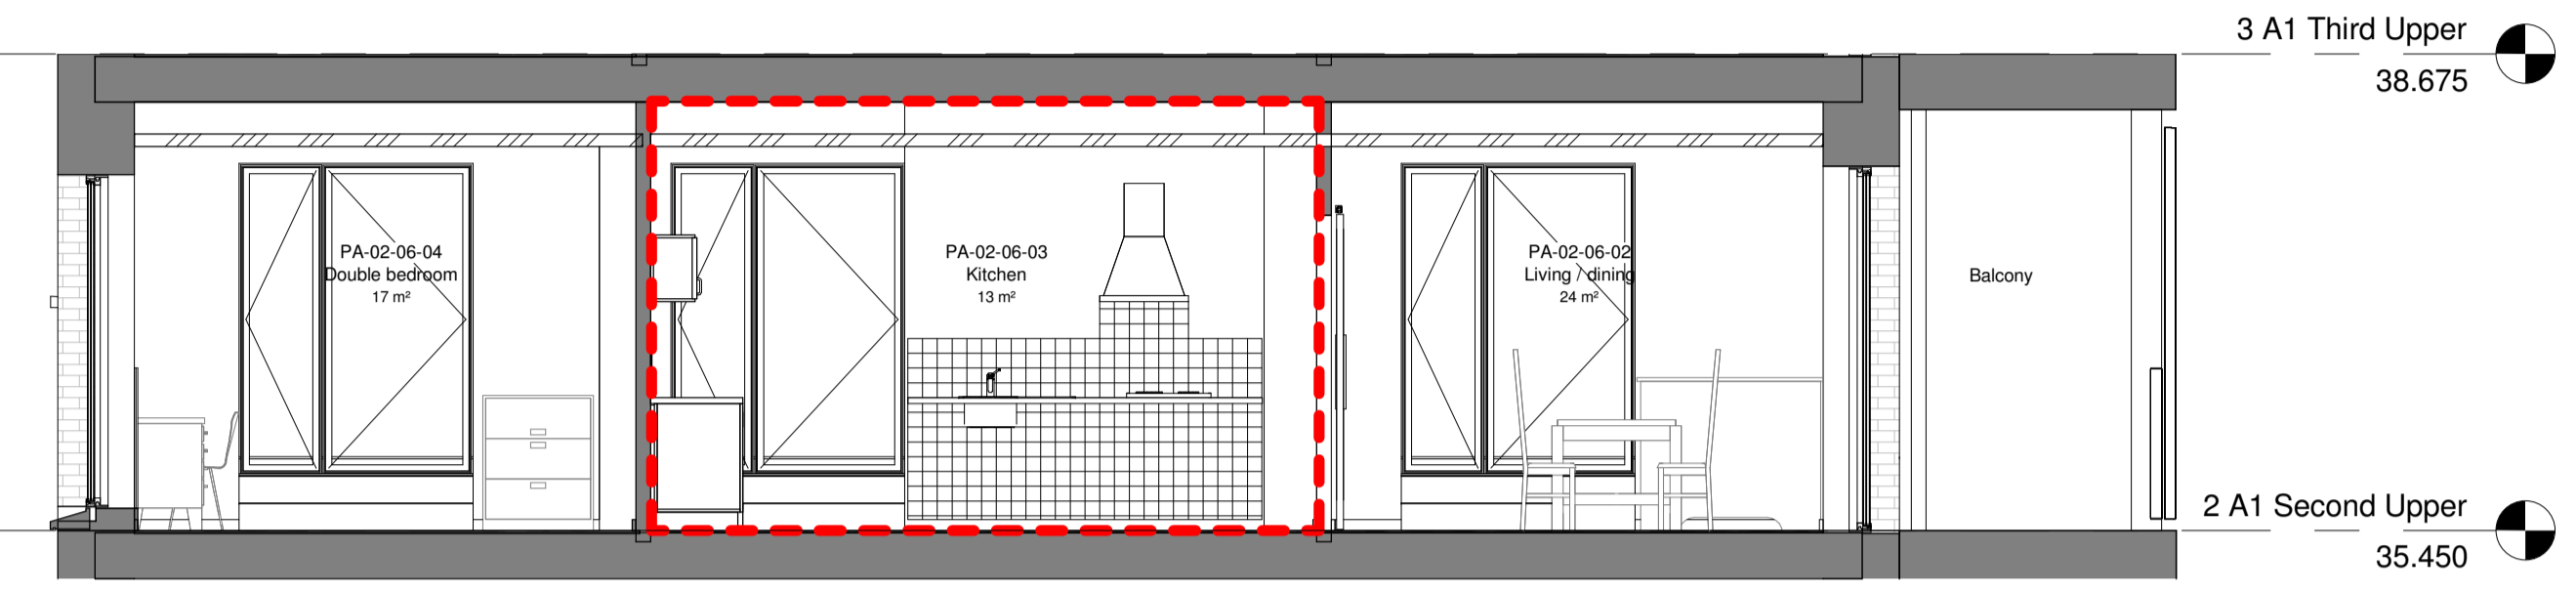 3 A1 Third Upper
38.675
PA-02-06-04
Double bedroom
17 m²
PA-02-06-03
Kitchen
13 m²
PA-02-06-02
Living / dining
24 m²
Balcony
2 A1 Second Upper
35.450